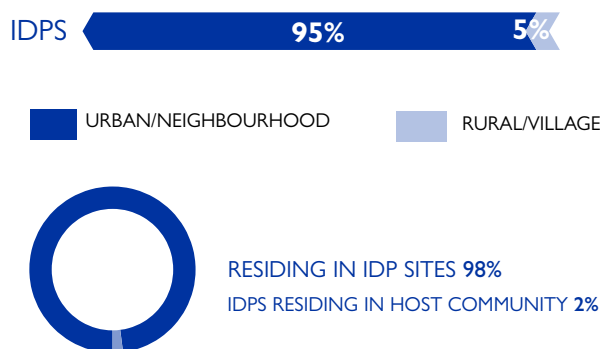 IDPS 95% 5%
URBAN/NEIGHBOURHOOD RURAL/VILLAGE
RESIDING IN IDP SITES 98%
IDPS RESIDING IN HOST COMMUNITY 2%